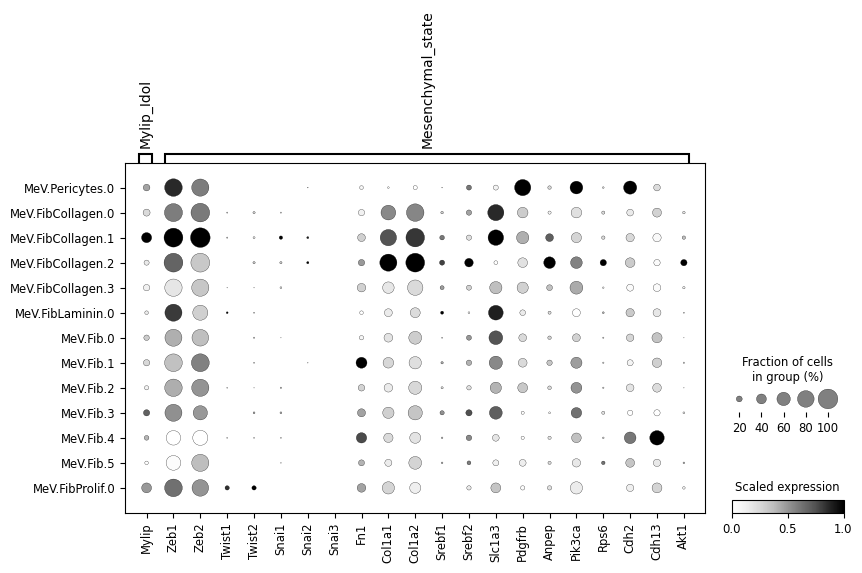 Mylip_Idol
Mesenchymal_state
MeV.Pericytes.0
MeV.FibCollagen.0
MeV.FibCollagen.1
MeV.FibCollagen.2
MeV.FibCollagen.3
MeV.FibLaminin.0
MeV.Fib.0
MeV.Fib.1
MeV.Fib.2
MeV.Fib.3
MeV.Fib.4
MeV.Fib.5
MeV.FibProlif.0
Mylip
Zeb1
Zeb2
Twist1
Twist2
Snai1
Snai2
Snai3
Fn1
Col1a1
Col1a2
Srebf1
Srebf2
Slc1a3
Pdgfrb
Anpep
Pik3ca
Rps6
Cdh2
Cdh13
Akt1
Fraction of cells
in group (%)
20 40 60 80 100
Scaled expression
0.0 0.5 1.0